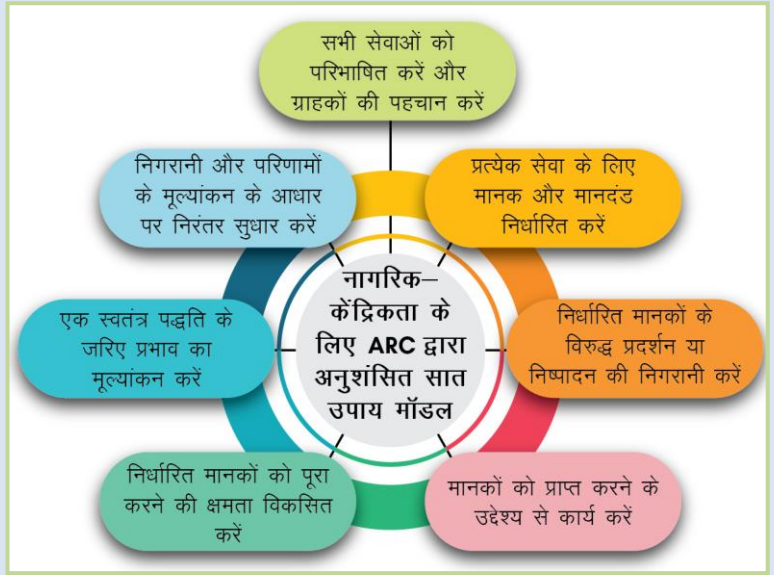 सभी सेवाओं को
परिभाषित करें और
ग्राहकों की पहचान करें
निगरानी और परिणामों
के मूल्यांकन के आधार
पर निरंतर सुधार करें
प्रत्येक सेवा के लिए
मानक और मानदंड
निर्धारित करें
नागरिक–
केंद्रिकता के
लिए ARC द्वारा
अनुशंसित सात
उपाय मॉडल
एक स्वतंत्र पद्धति के
जरिए प्रभाव का
मूल्यांकन करें
निर्धारित मानकों के
विरुद्ध प्रदर्शन या
निष्पादन की निगरानी करें
निर्धारित मानकों को पूरा
करने की क्षमता विकसित
करें
मानकों को प्राप्त करने के
उद्देश्य से कार्य करें